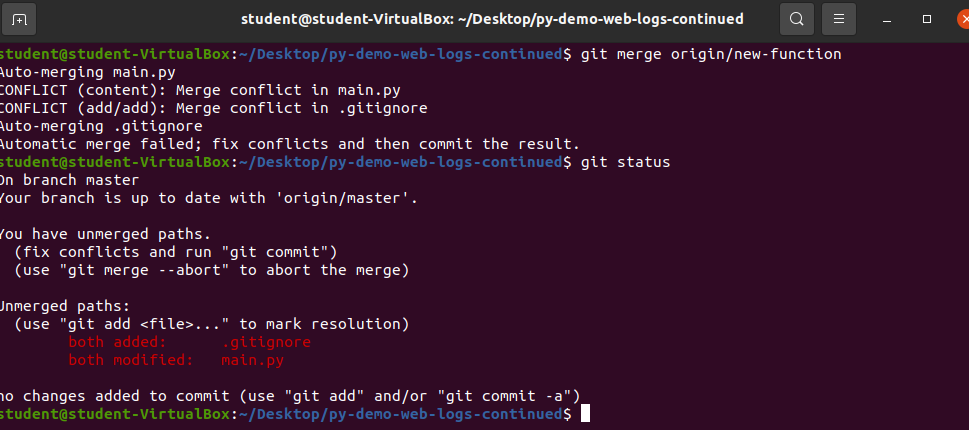 student@student-VirtualBox: ~/Desktop/py-demo-web-logs-continued
student@student-VirtualBox:~/Desktop/py-demo-web-logs-continued$ git merge origin/new-function
Auto-merging main.py
CONFLICT (content): Merge conflict in main.py
CONFLICT (add/add): Merge conflict in .gitignore
Auto-merging .gitignore
Automatic merge failed; fix conflicts and then commit the result.
student@student-VirtualBox:~/Desktop/py-demo-web-logs-continued$ git status
On branch master
Your branch is up to date with 'origin/master'.

You have unmerged paths.
  (fix conflicts and run "git commit")
  (use "git merge --abort" to abort the merge)

Unmerged paths:
  (use "git add <file>..." to mark resolution)
        both added:      .gitignore
        both modified:   main.py

no changes added to commit (use "git add" and/or "git commit -a")
student@student-VirtualBox:~/Desktop/py-demo-web-logs-continued$